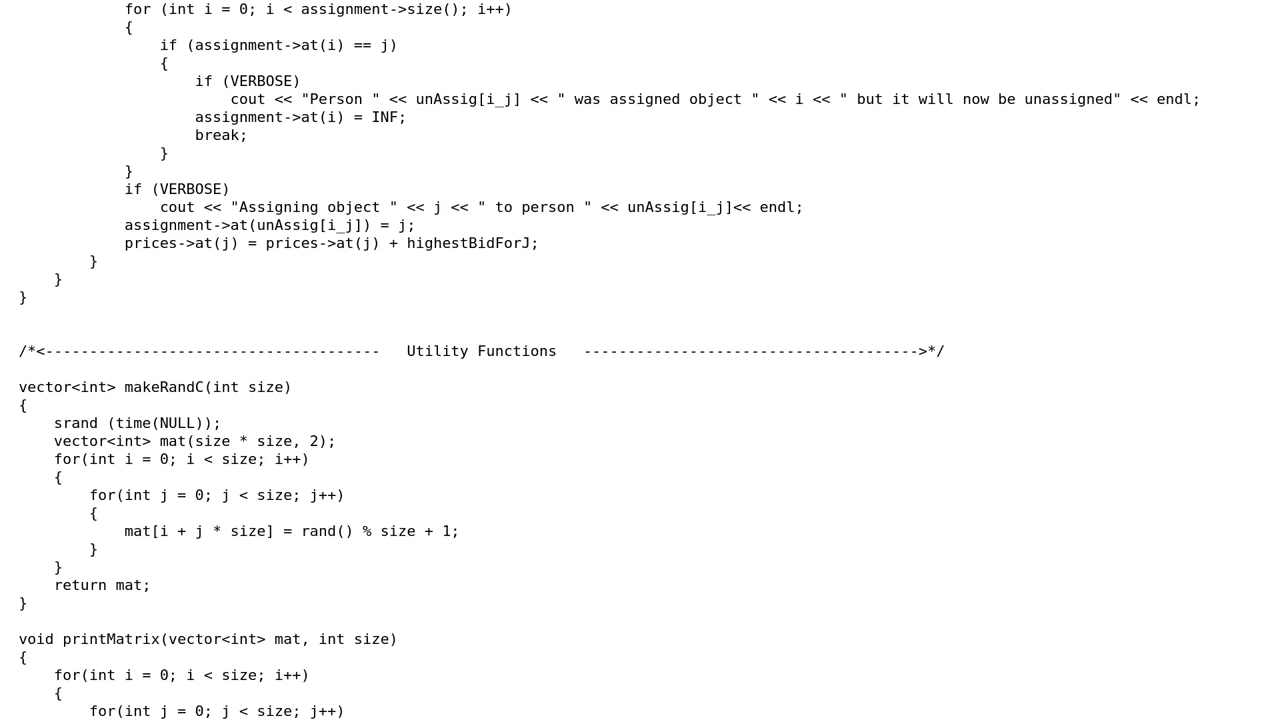 for (int i = 0; i < assignment->size(); i++)
            {
                if (assignment->at(i) == j)
                {
                    if (VERBOSE)
                        cout << "Person " << unAssig[i_j] << " was assigned object " << i << " but it will now be unassigned" << endl;
                    assignment->at(i) = INF;
                    break;
                }
            }
            if (VERBOSE)
                cout << "Assigning object " << j << " to person " << unAssig[i_j]<< endl;
            assignment->at(unAssig[i_j]) = j;
            prices->at(j) = prices->at(j) + highestBidForJ;
        }
    }
}
/*<--------------------------------------   Utility Functions   -------------------------------------->*/
vector<int> makeRandC(int size)
{
    srand (time(NULL));
    vector<int> mat(size * size, 2);
    for(int i = 0; i < size; i++)
    {
        for(int j = 0; j < size; j++)
        {
            mat[i + j * size] = rand() % size + 1;
        }
    }
    return mat;
}
void printMatrix(vector<int> mat, int size)
{
    for(int i = 0; i < size; i++)
    {
        for(int j = 0; j < size; j++)